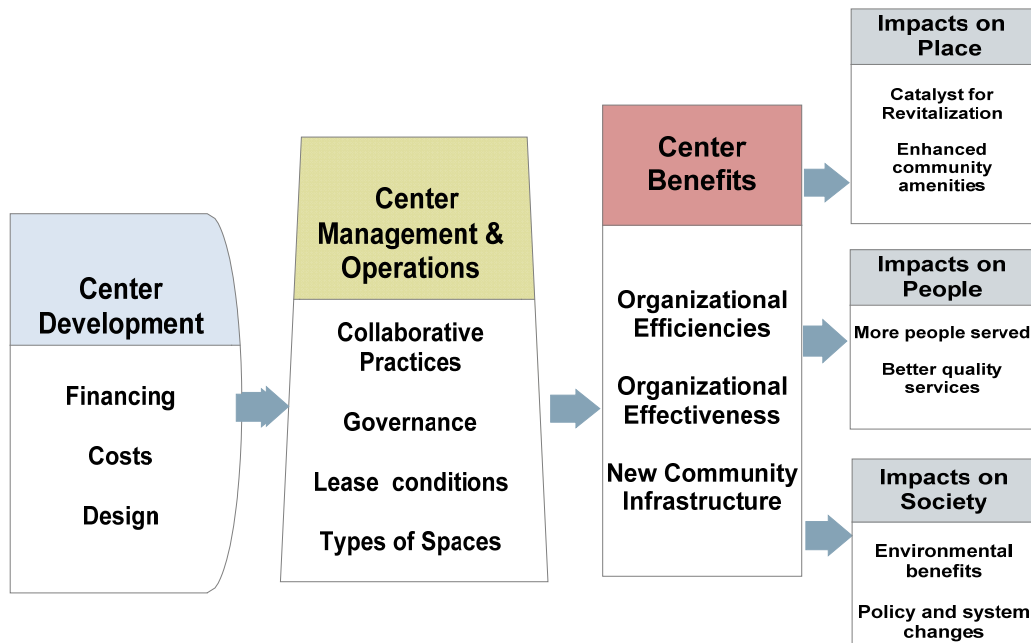 Center
Development
Financing
Costs
Design
Center
Management &
Operations
Collaborative
Practices
Governance
Lease conditions
Types of Spaces
Center
Benefits
Organizational
Efficiencies
Organizational
Effectiveness
New Community
Infrastructure
Impacts on
Place
Catalyst for
Revitalization
Enhanced
community
amenities
Impacts on
People
More people served
Better quality
services
Impacts on
Society
Environmental
benefits
Policy and system
changes